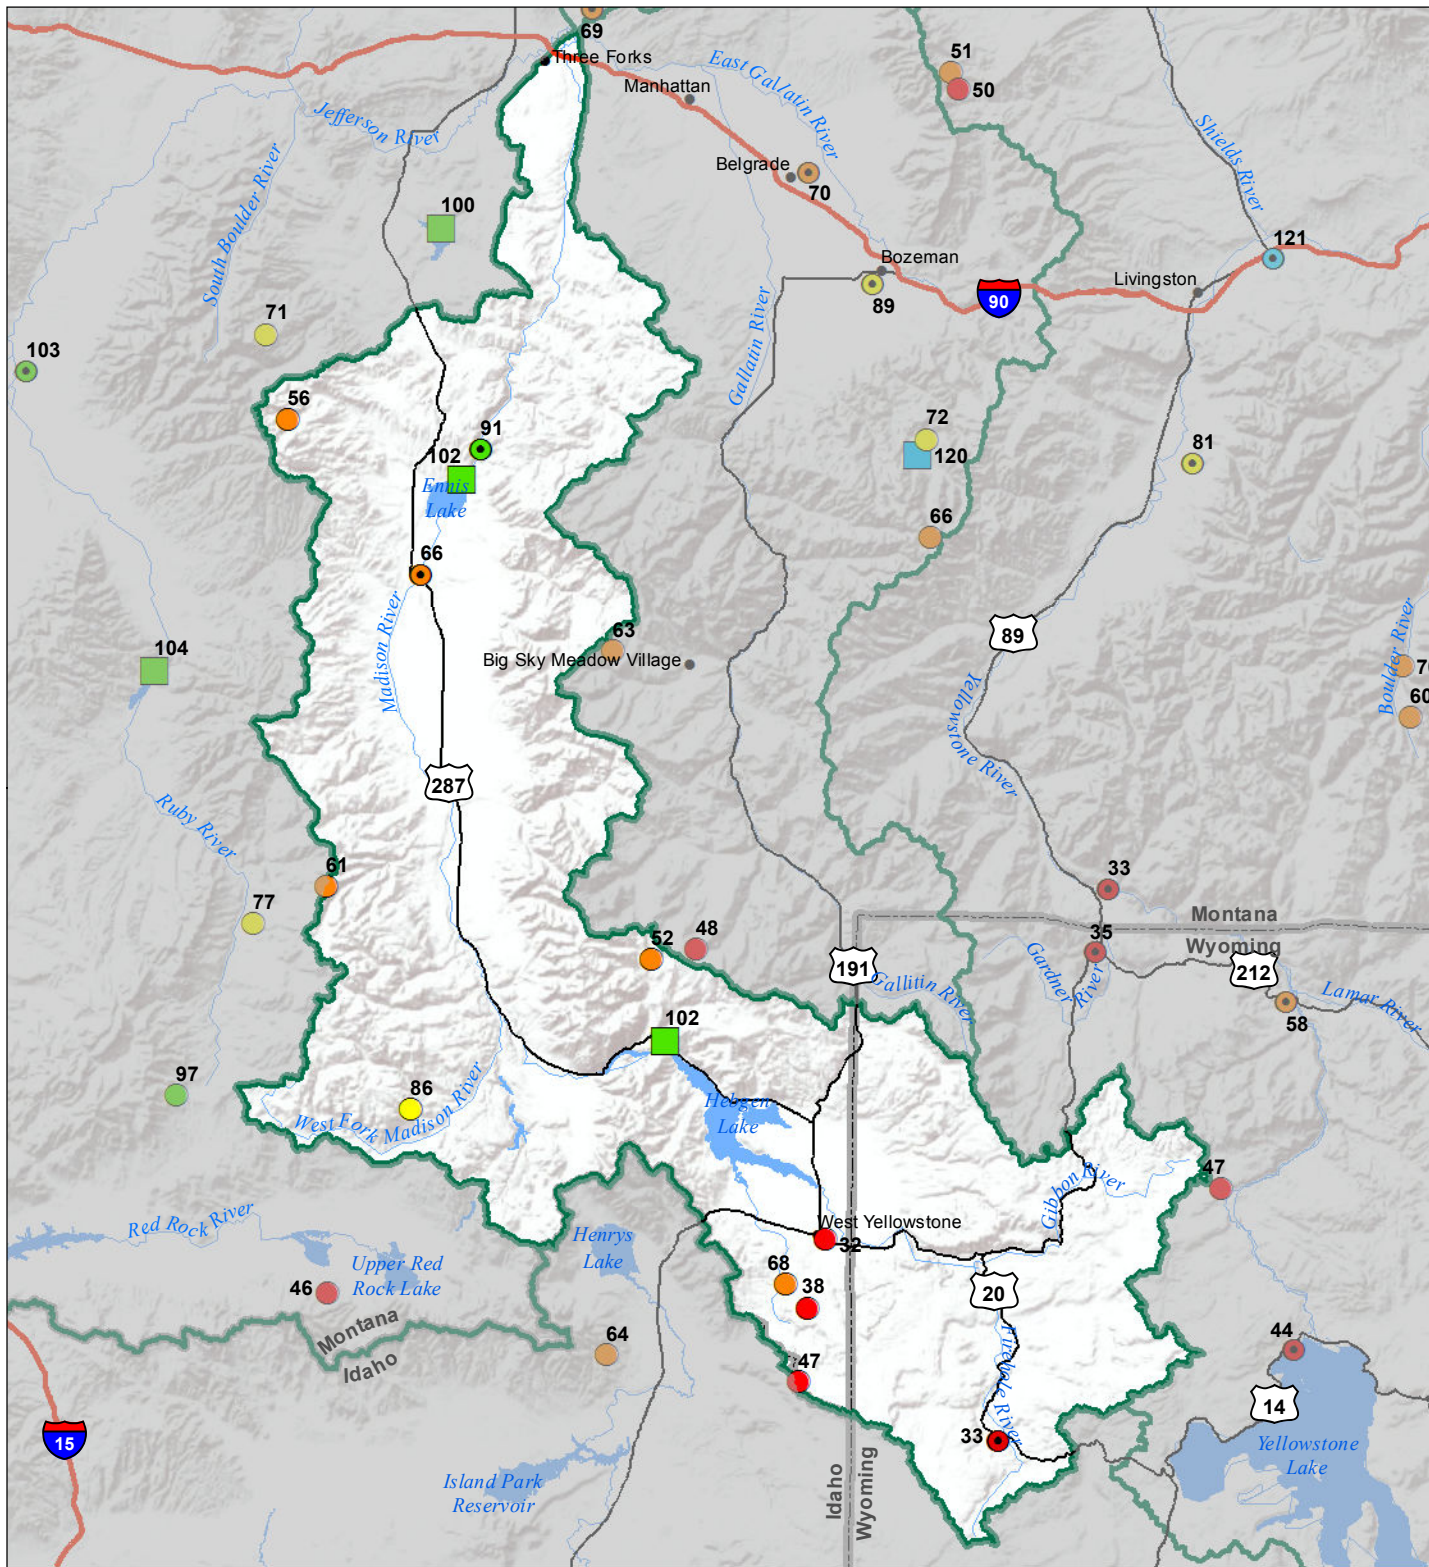 69
Three Forks
51
50
East Gallatin River
Manhattan
Jefferson River
Shields River
South Boulder River
Belgrade
70
100
121
Bozeman
Livingston
89
90
71
Gallatin River
103
56
91
72
120
81
102
Ennis
Lake
66
66
Madison River
63
Big Sky Meadow Village
89
104
Boulder River
70
60
Yellowstone River
287
Ruby River
61
33
77
Montana
Wyoming
48
52
35
191
212
Gallitin River
Gardner
River
Lamar River
58
102
97
86
Hebgen
Lake
West Fork Madison River
Gibbon River
47
Red Rock River
West Yellowstone
32
Henrys
Lake
Upper Red
Rock Lake
68
46
38
20
Montana
Idaho
64
Firehole River
44
47
14
15
33
Yellowstone
Lake
Island Park
Reservoir
Idaho
Wyoming